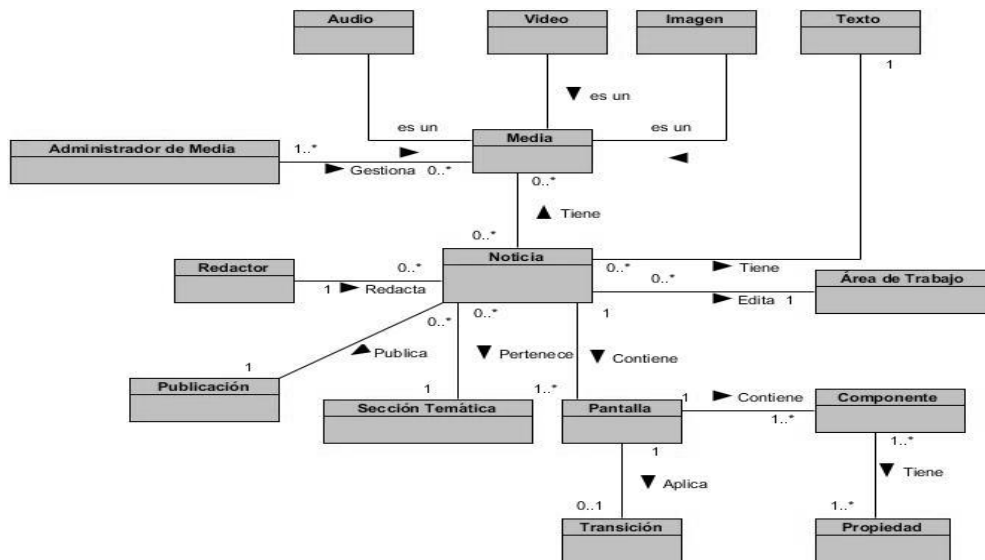 Audio
Video
Imagen
Texto
1
es un
es un
es un
Media
Administrador de Media
1..*
Gestiona 0..*
0..*
Tiene
0..*
Noticia
Redactor
0..*
1
Redacta
0..*
Tiene
0..*
Edita 1
Área de Trabajo
0..*
0..*
1
Publica
Pertenece
Contiene
1
1
1..*
Publicación
Sección Temática
Pantalla
1
Contiene
1..*
Componente
1
1..*
Aplica
Tiene
0..1
1..*
Transición
Propiedad